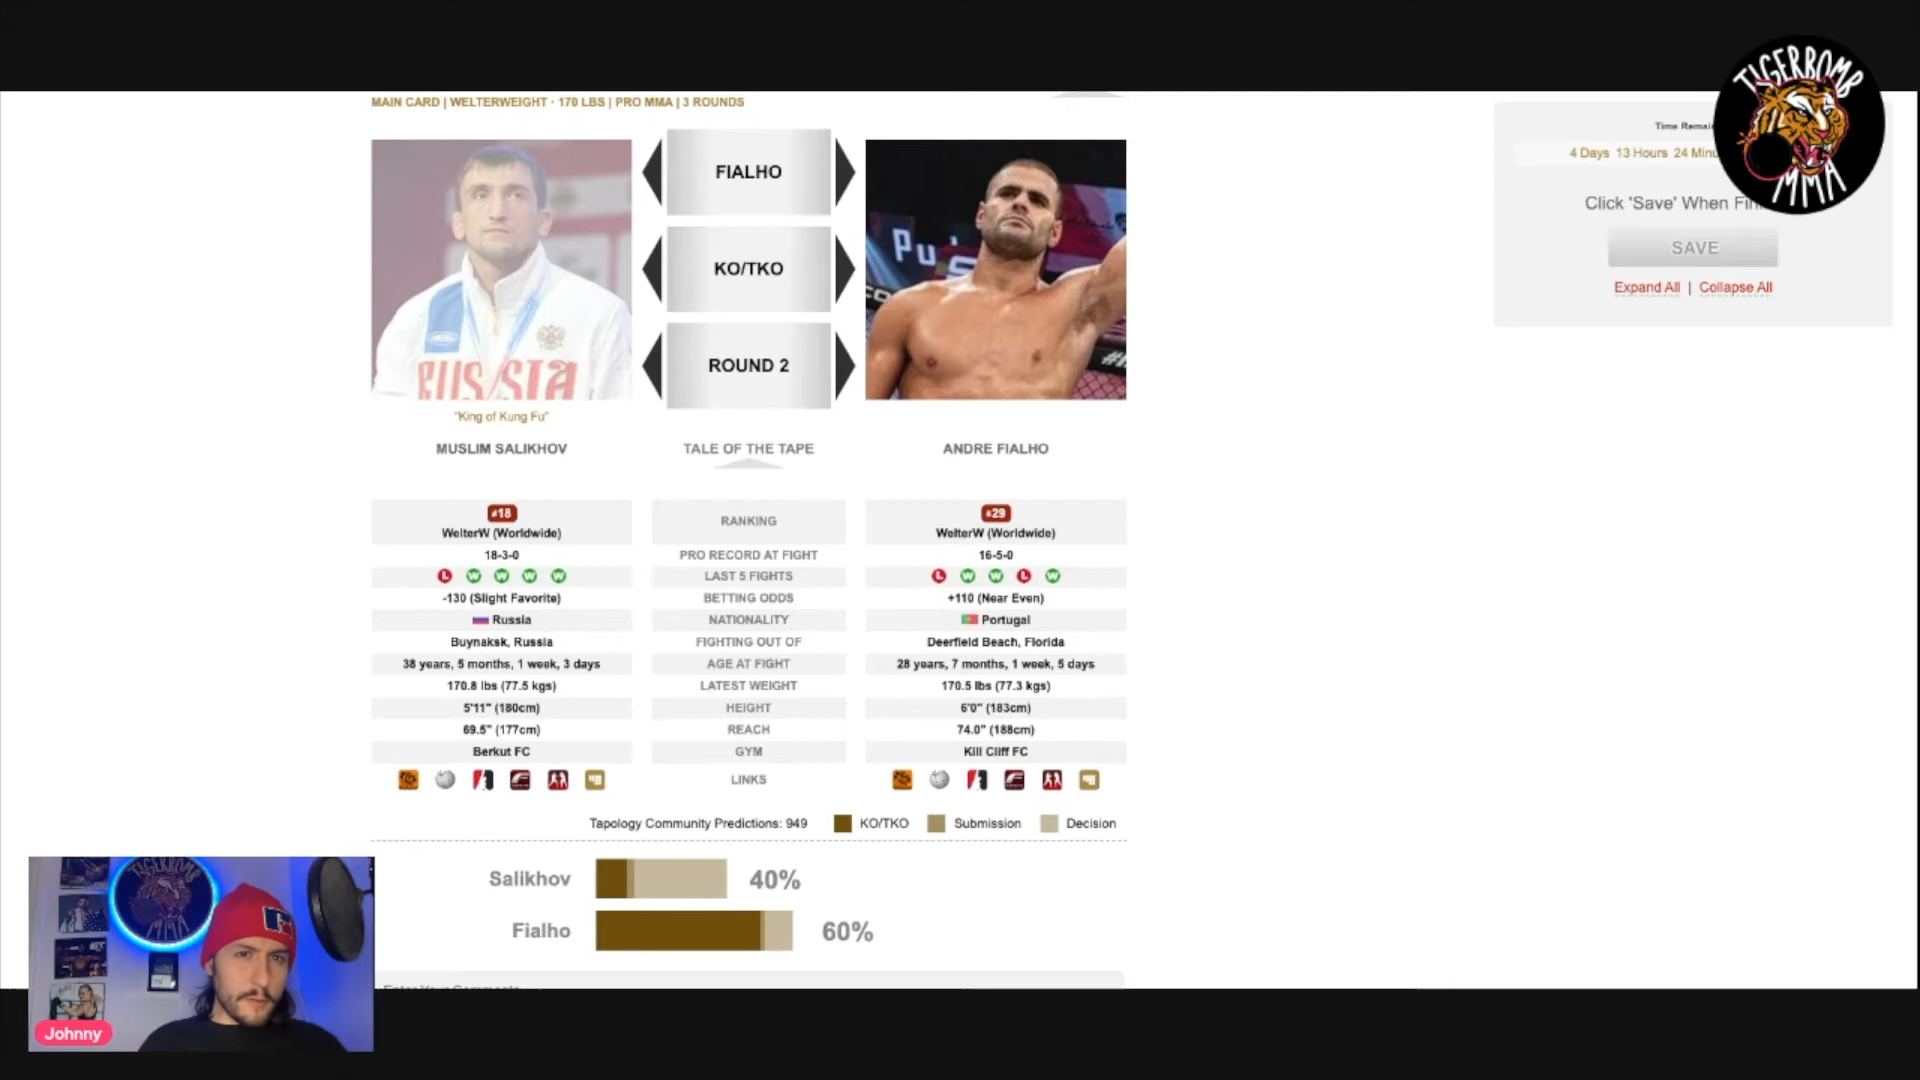 MAIN CARD | WELTERWEIGHT · 170 LBS | PRO MMA | 3 ROUNDS
TIGERBOMB
MMA
4 Days 13 Hours 24
Click 'Save' When
SAVE
Expand All | Collapse All
FIALHO
KO/TKO
ROUND 2
RUSSIA
"King of Kung Fu"
MUSLIM SALIKHOV TALE OF THE TAPE ANDRE FIALHO
#18 RANKING #29
WelterW (Worldwide) WelterW (Worldwide)
18-3-0 PRO RECORD AT FIGHT 16-5-0
L W W W W LAST 5 FIGHTS L W W L W
-130 (Slight Favorite) BETTING ODDS +110 (Near Even)
Russia NATIONALITY Portugal
Buynaksk, Russia FIGHTING OUT OF Deerfield Beach, Florida
38 years, 5 months, 1 week, 3 days AGE AT FIGHT 28 years, 7 months, 1 week, 5 days
170.8 lbs (77.5 kgs) LATEST WEIGHT 170.5 lbs (77.3 kgs)
5'11" (180cm) HEIGHT 6'0" (183cm)
69.5" (177cm) REACH 74.0" (188cm)
Berkut FC GYM Kill Cliff FC
LINKS
Tapology Community Predictions: 949 KO/TKO Submission Decision
Salikhov 40%
Fialho 60%
TIGERBOMB
MMA
Johnny